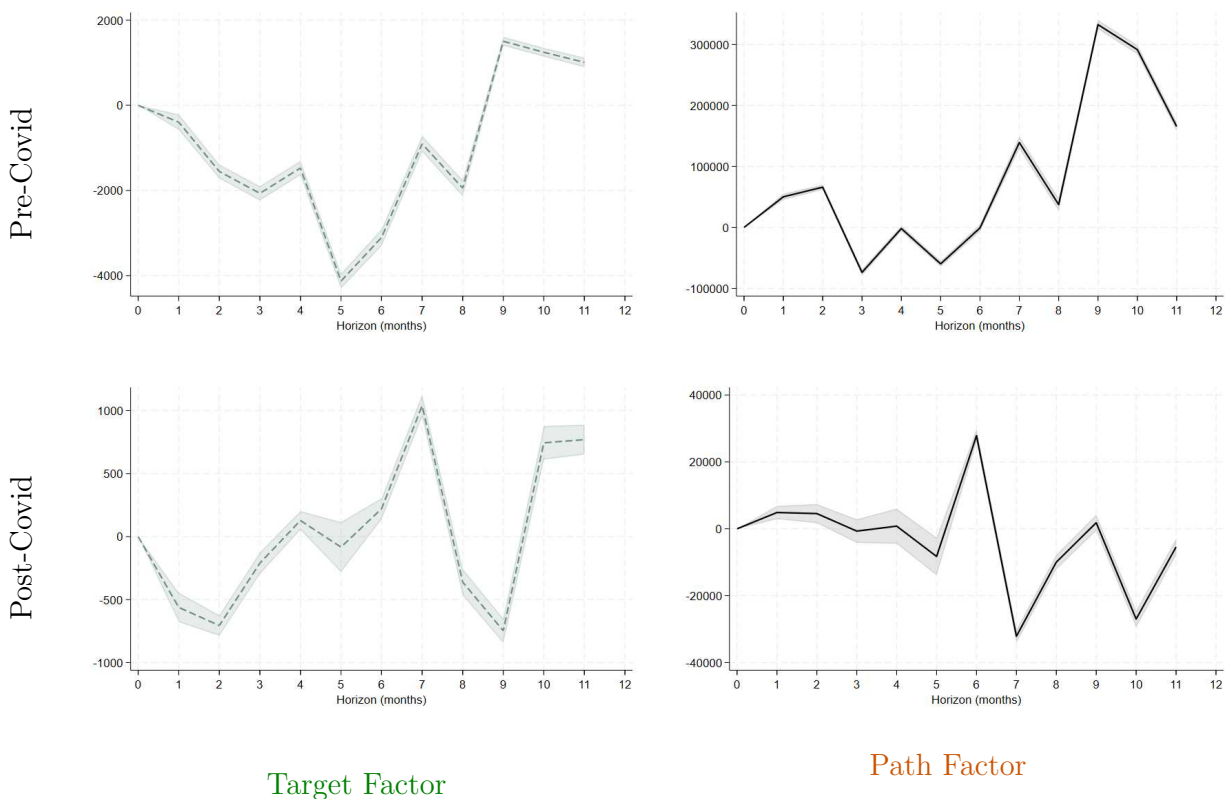 Pre-Covid
2000
0
-2000
-4000
0 1 2 3 4 5 6 7 8 9 10 11 12
Horizon (months)
300000
200000
100000
0
-100000
0 1 2 3 4 5 6 7 8 9 10 11 12
Horizon (months)
Post-Covid
1000
500
0
-500
-1000
0 1 2 3 4 5 6 7 8 9 10 11 12
Horizon (months)
40000
20000
0
-20000
-40000
0 1 2 3 4 5 6 7 8 9 10 11 12
Horizon (months)
Target Factor
Path Factor